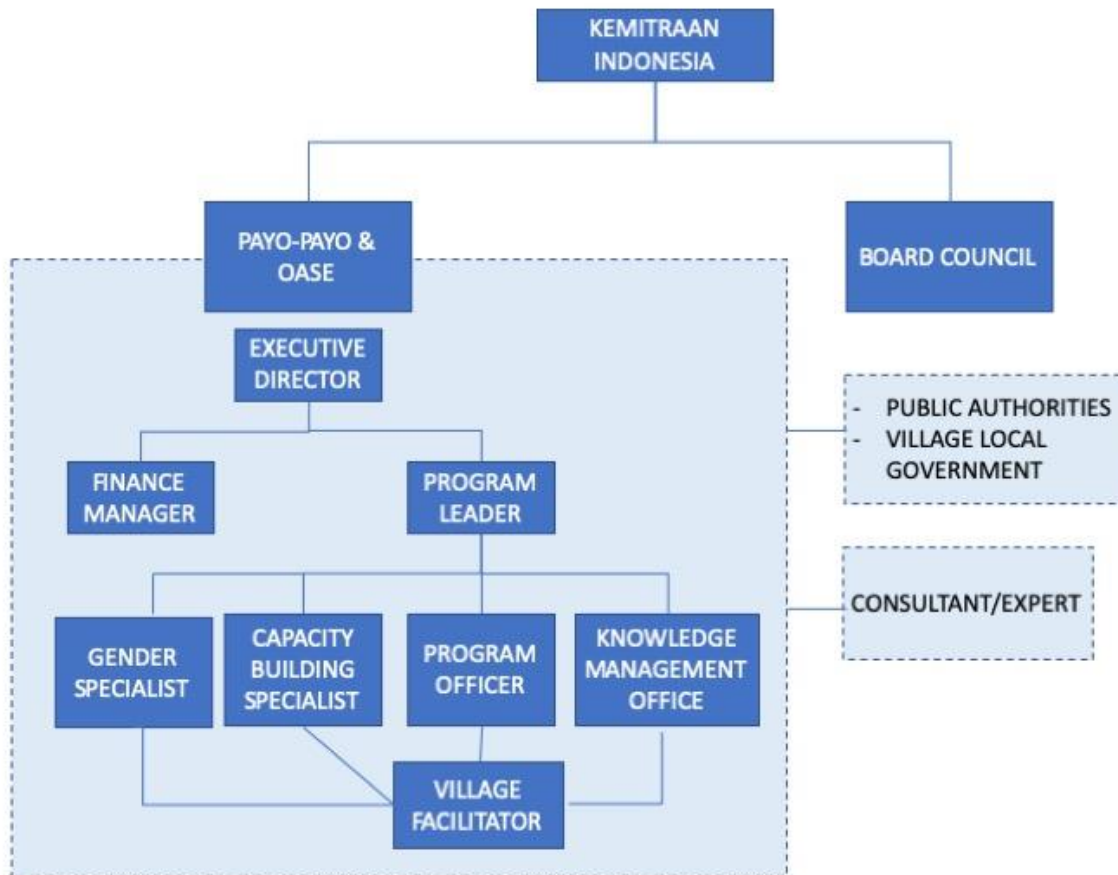 KEMITRAAN
INDONESIA
PAYO-PAYO &
OASE
BOARD COUNCIL
EXECUTIVE
DIRECTOR
- PUBLIC AUTHORITIES
- VILLAGE LOCAL
GOVERNMENT
FINANCE
MANAGER
PROGRAM
LEADER
CONSULTANT/EXPERT
GENDER
SPECIALIST
CAPACITY
BUILDING
SPECIALIST
PROGRAM
OFFICER
KNOWLEDGE
MANAGEMENT
OFFICE
VILLAGE
FACILITATOR